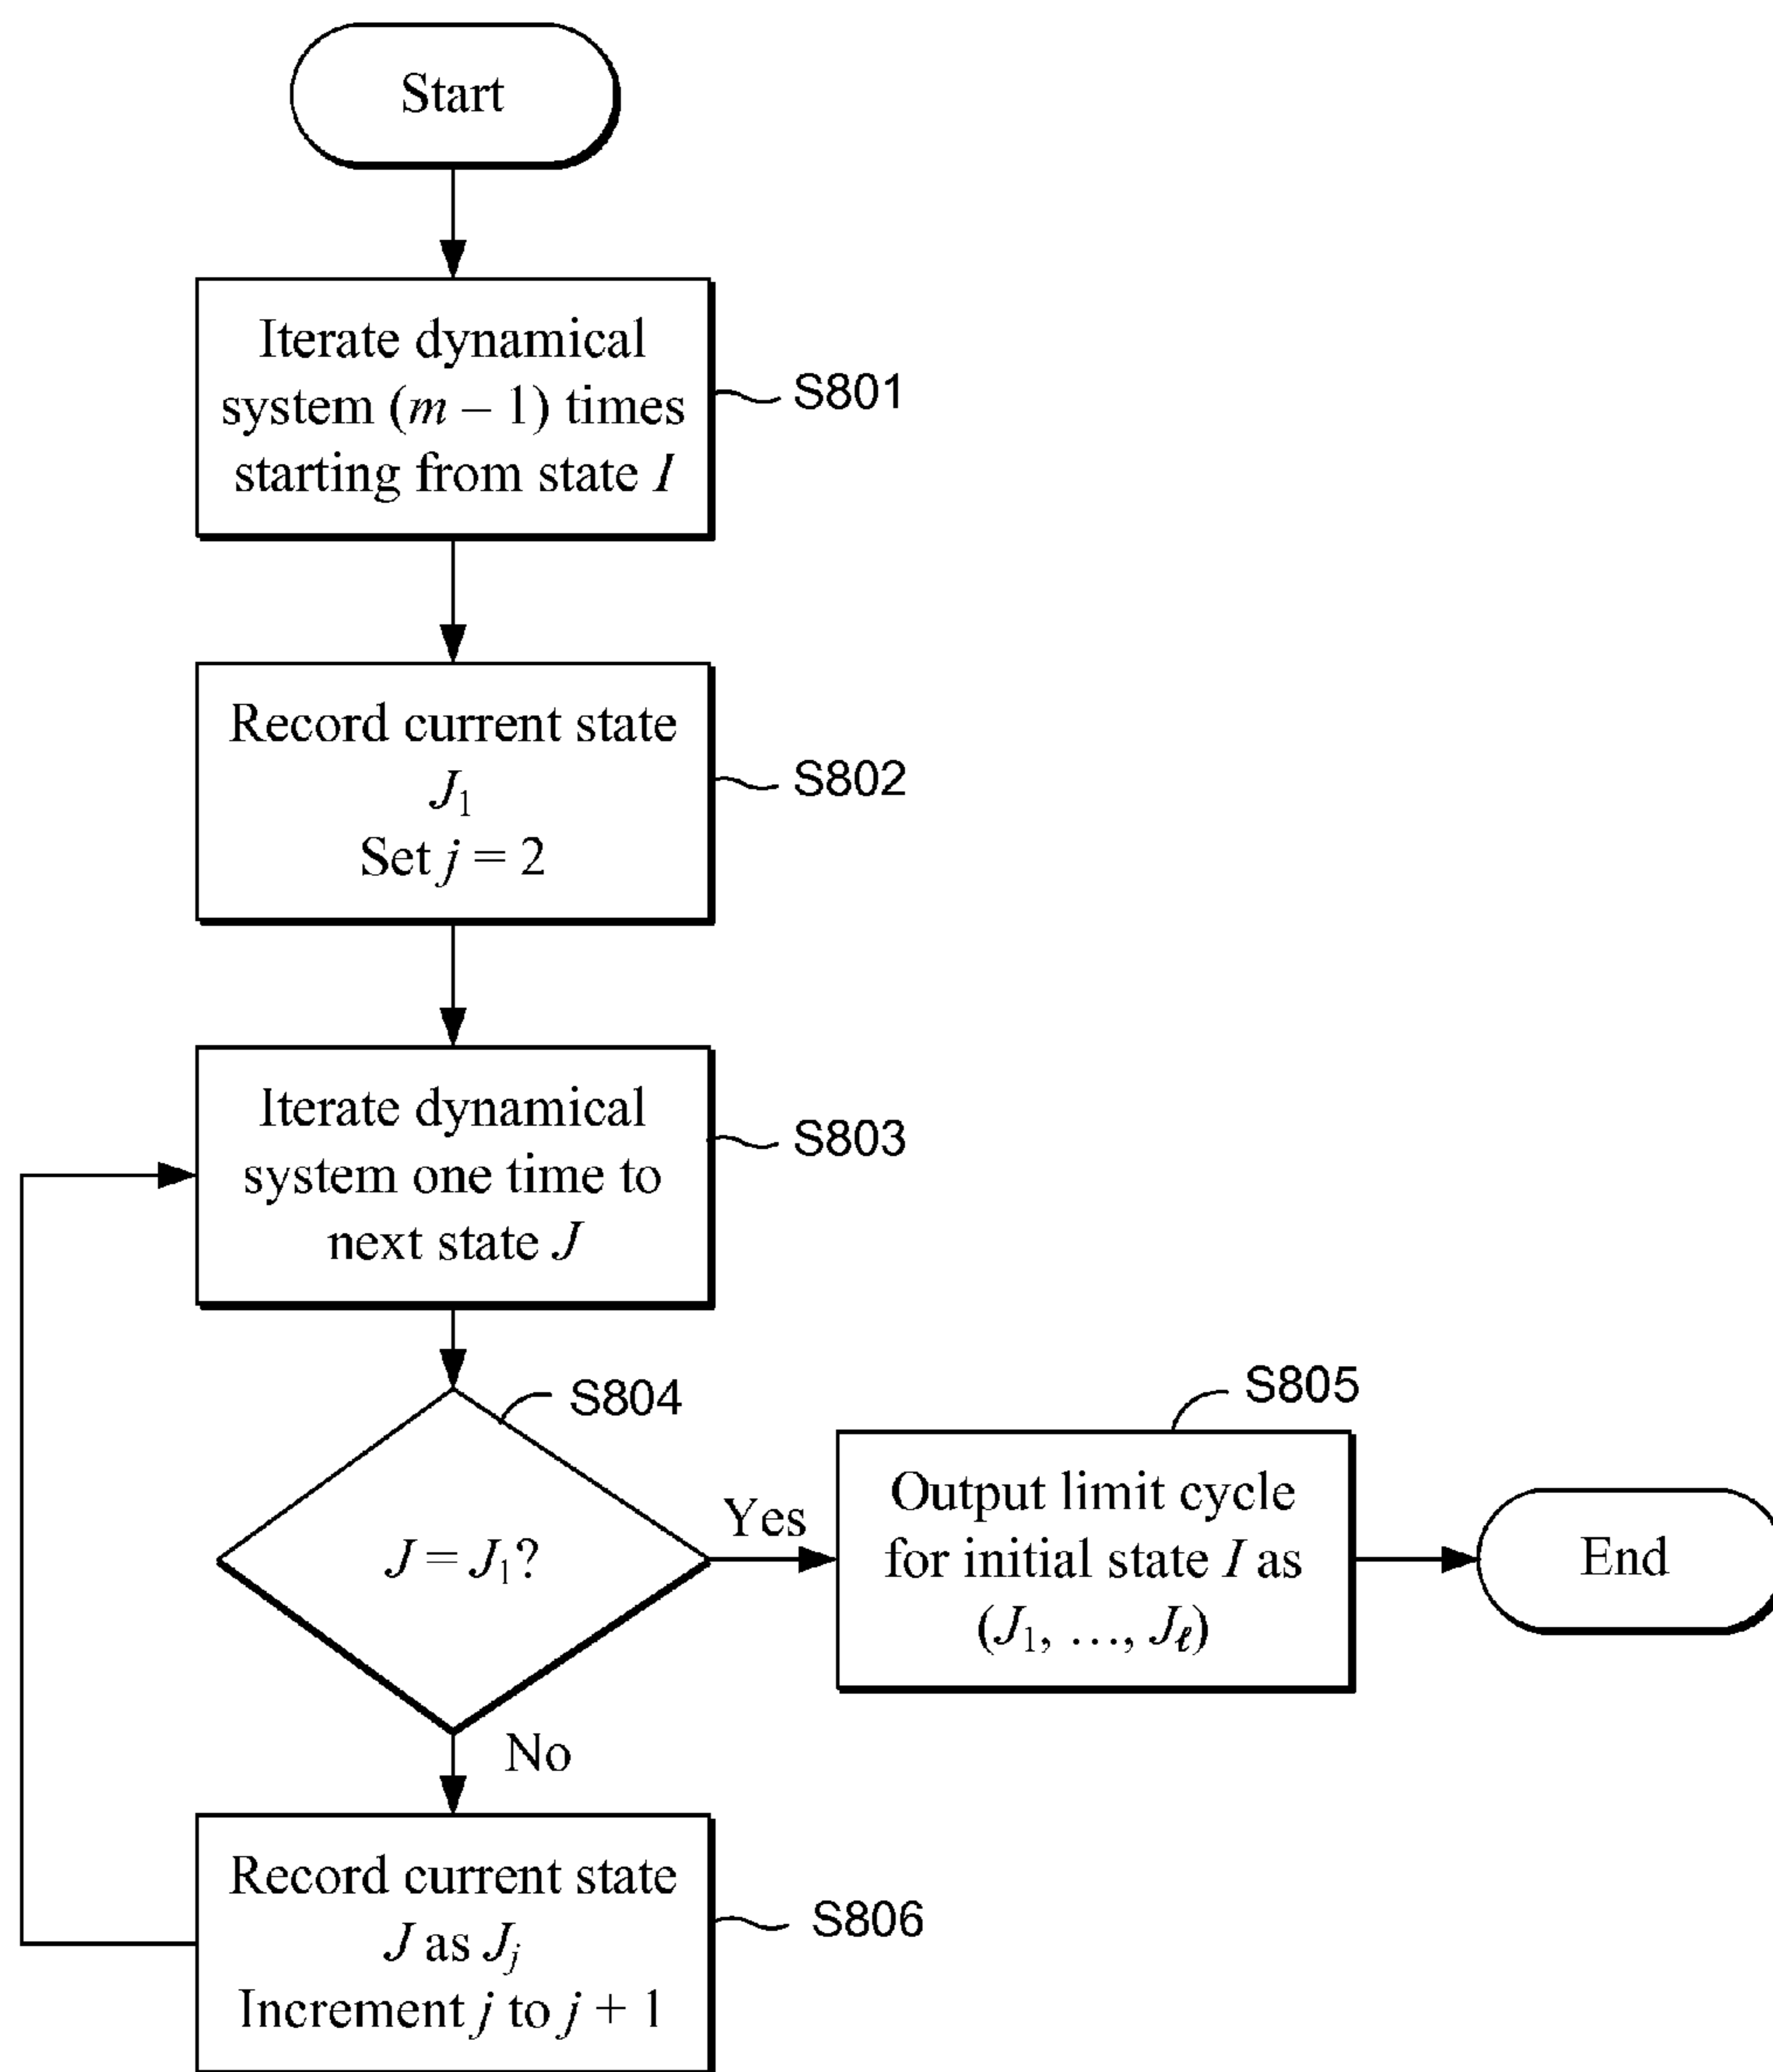 Start
Iterate dynamical
system (m – 1) times
starting from state I
S801
Record current state
J₁
Set j = 2
S802
Iterate dynamical
system one time to
next state J
S803
S804
J = J₁?
Yes
S805
Output limit cycle
for initial state I as
(J₁, …, Jℓ)
End
No
Record current state
J as Jⱼ
Increment j to j + 1
S806